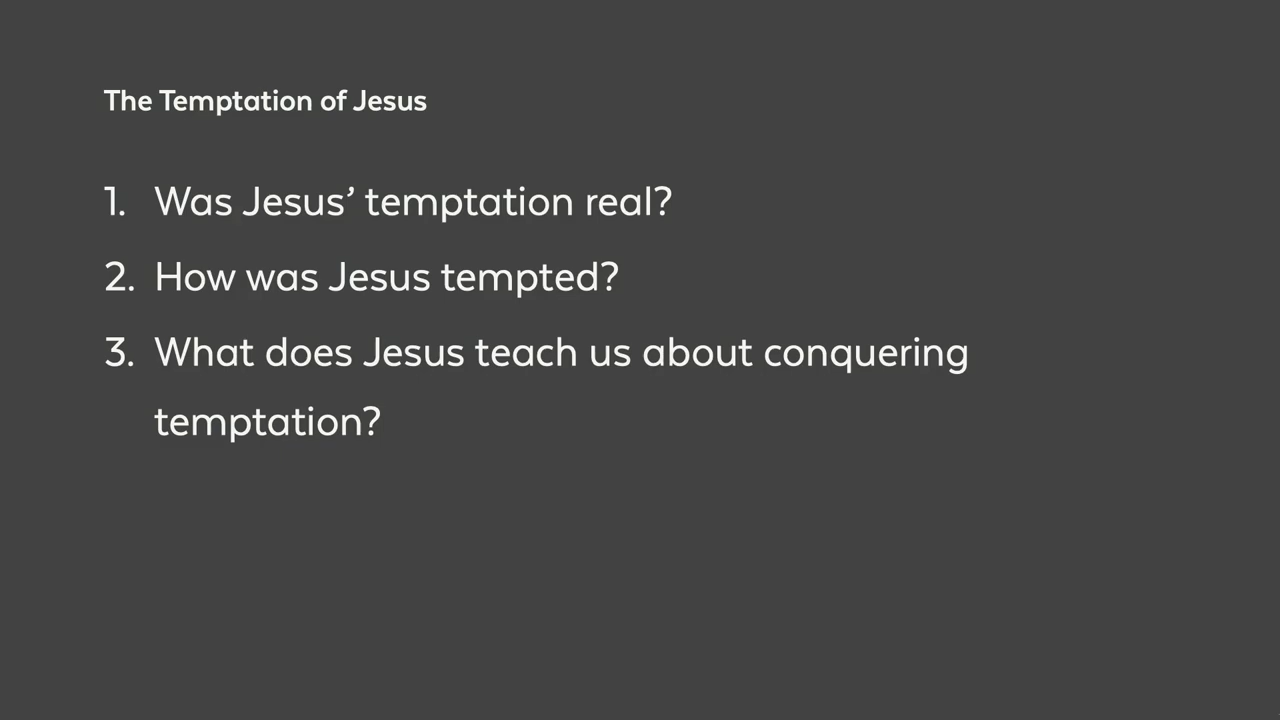 The Temptation of Jesus
1. Was Jesus’ temptation real?
2. How was Jesus tempted?
3. What does Jesus teach us about conquering
temptation?